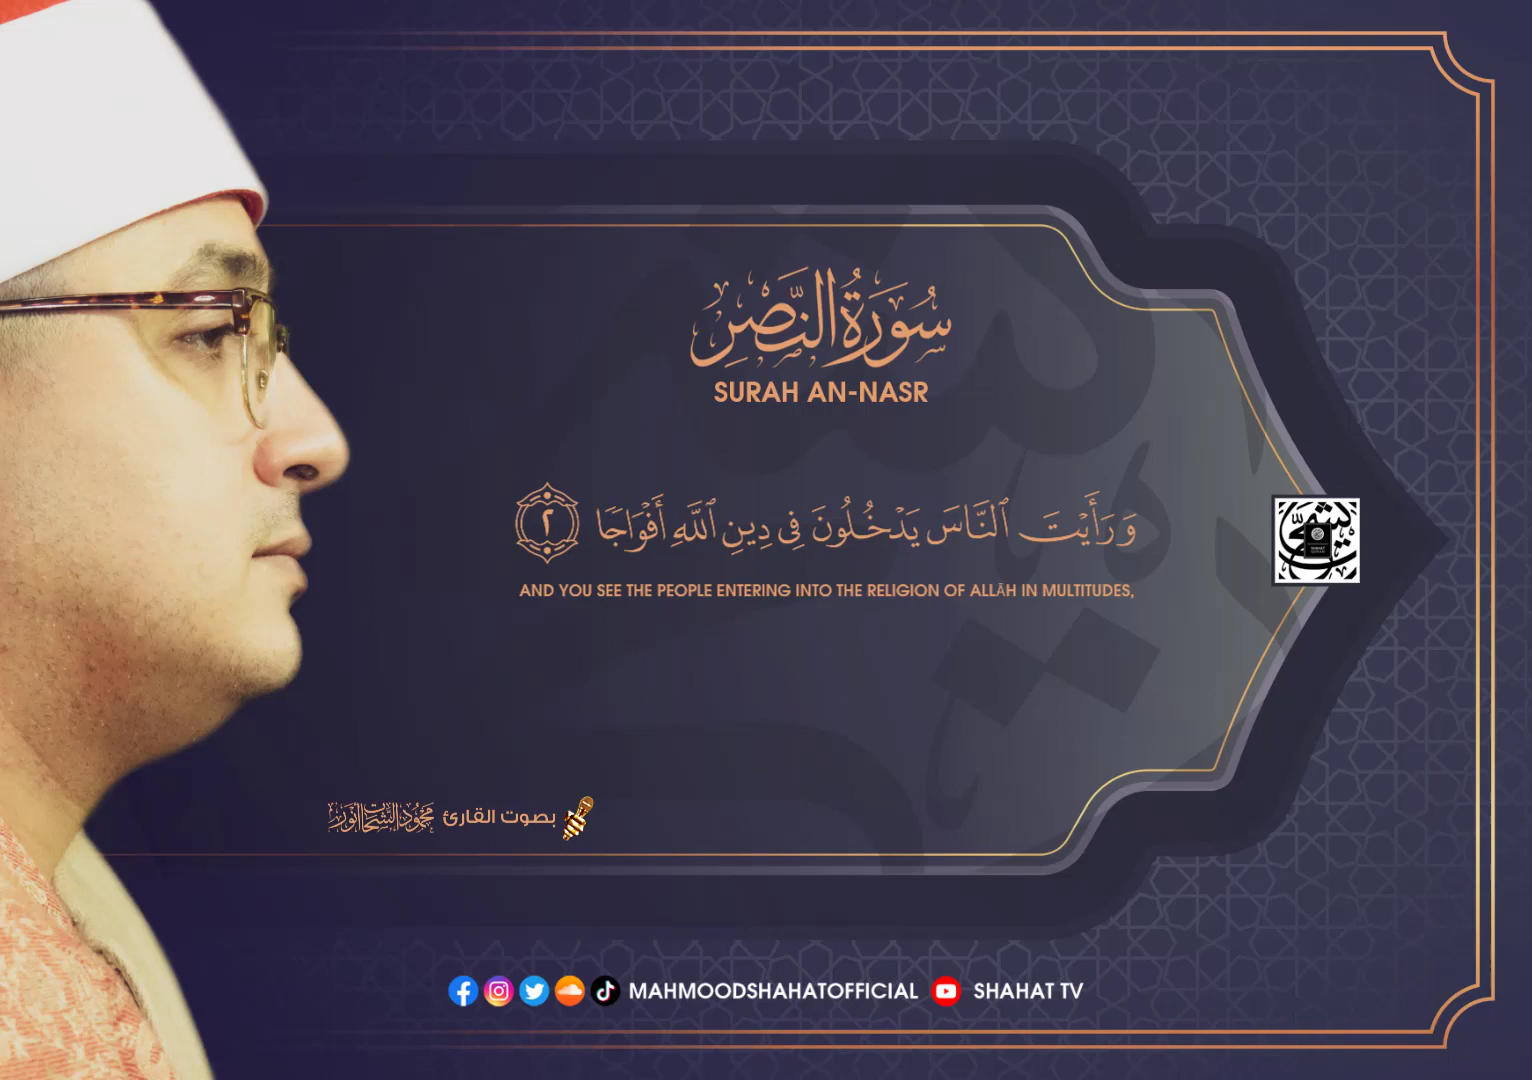 سُورَةُ النَّصْرِ
SURAH AN-NASR
وَرَأَيْتَ ٱلنَّاسَ يَدْخُلُونَ فِى دِينِ ٱللَّهِ أَفْوَاجًا ٢
AND YOU SEE THE PEOPLE ENTERING INTO THE RELIGION OF ALLĀH IN MULTITUDES,
بصوت القارئ محمود الشحات أنور
MAHMOODSHAHATOFFICIAL SHAHAT TV